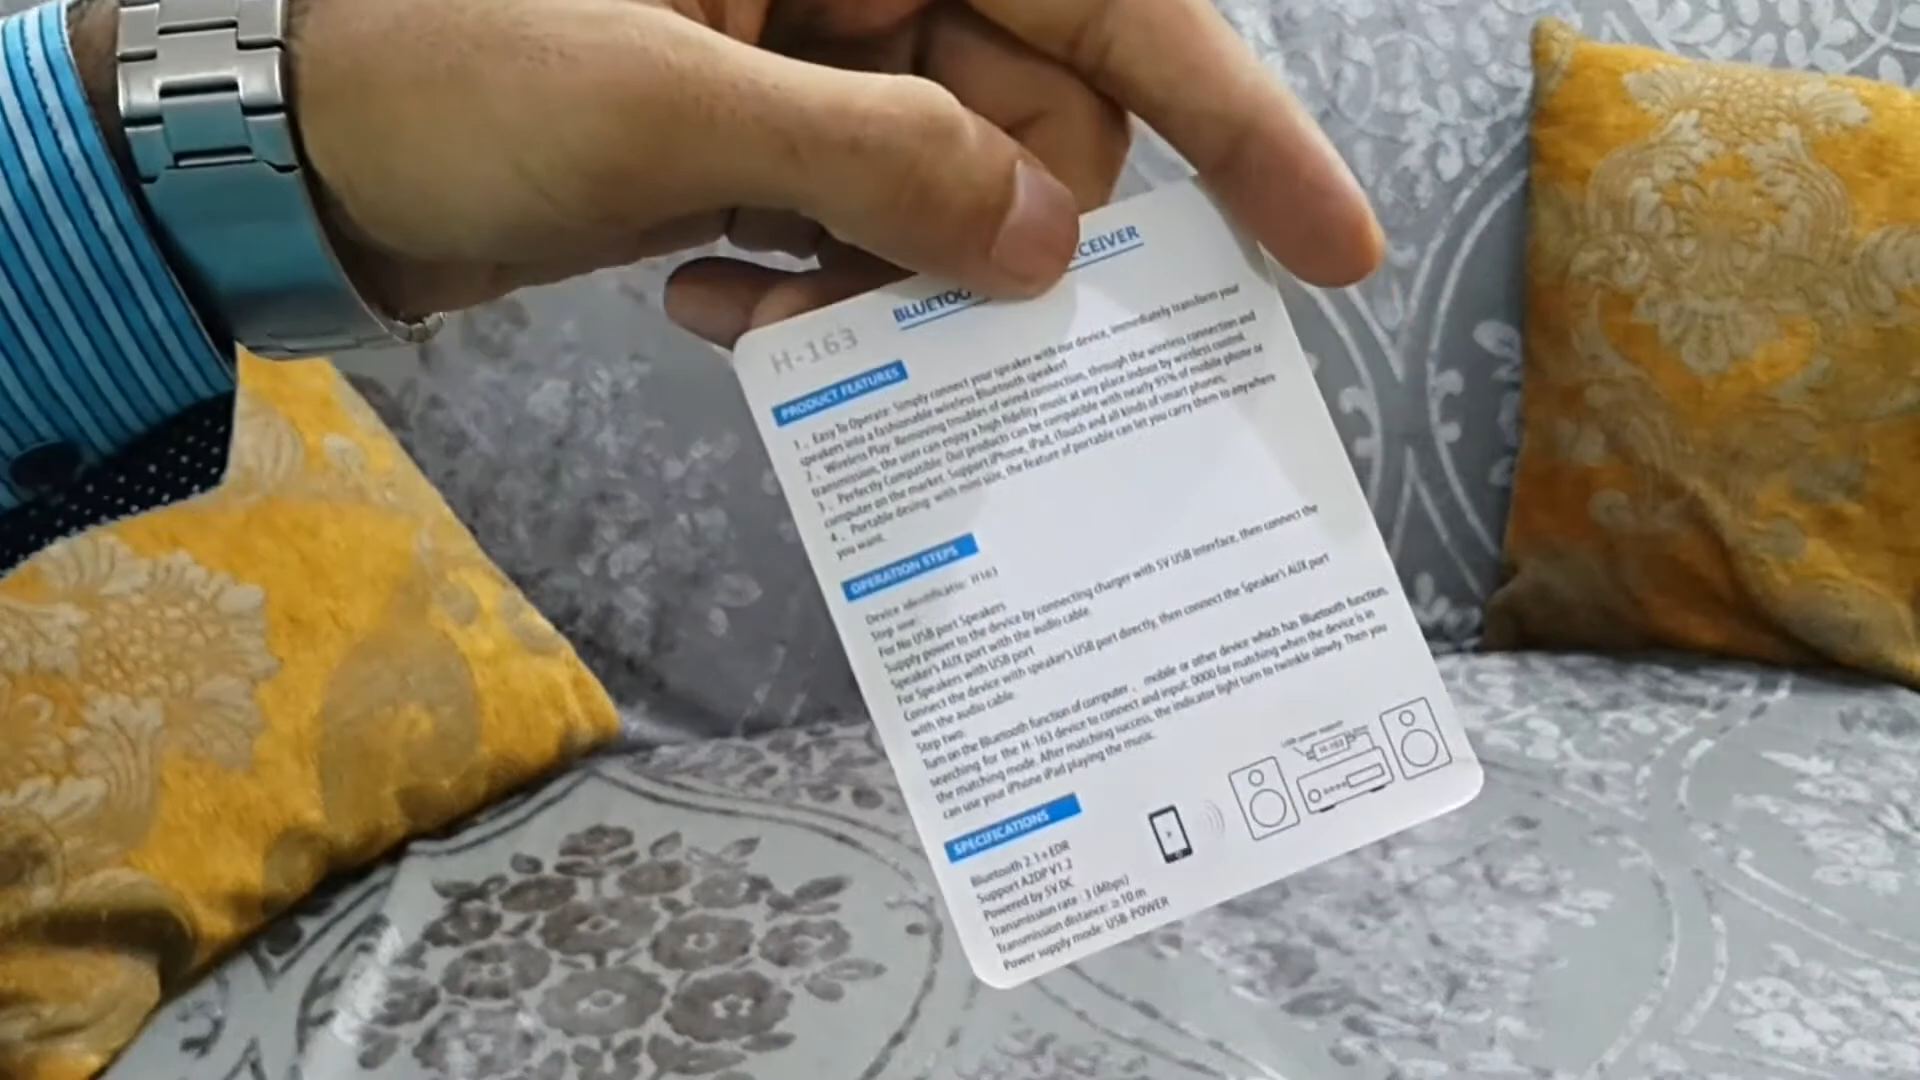 BLUETOO CEIVER
H-163
PRODUCT FEATURES
1 、Easy To Operate: Simply connect your speaker with our device, immediately transform your
speakers into a fashionable wireless Bluetooth speaker!
2 、Wireless Play: Removing troubles of wired connection, through the wireless connection and
transmission, the user can enjoy a high fidelity music at any place indoor by wireless control.
3 、Perfectly Compatible: Our products can be compatible with nearly 95% of mobile phone or
computer on the market. Support iPhone, iPad, iTouch and all kinds of smart phones;
4 、Portable desing: with mini size, the feature of portable can let you carry them to anywhere
you want.
OPERATION STEPS
Device identificatio: H163
Step one:
For No USB port Speakers
Supply power to the device by connecting charger with 5V USB interface, then connect the
Speaker's AUX port with the audio cable.
For Speakers with USB port
Connect the device with speaker's USB port directly, then connect the Speaker's AUX port
with the audio cable.
Step two:
Turn on the Bluetooth function of computer 、mobile or other device which has Bluetooth function,
searching for the H-163 device to connect and input: 0000 for matching when the device is in
the matching mode. After matching success, the indicator light turn to twinkle slowly. Then you
can use your iPhone iPad playing the music.
H-163
SPECIFICATIONS
Bluetooth 2.1+EDR
Support A2DP V1.2
Powered by 5V DC
Transmission rate : 3 (Mbps)
Transmission distance: ≥10 m
Power supply mode: USB POWER